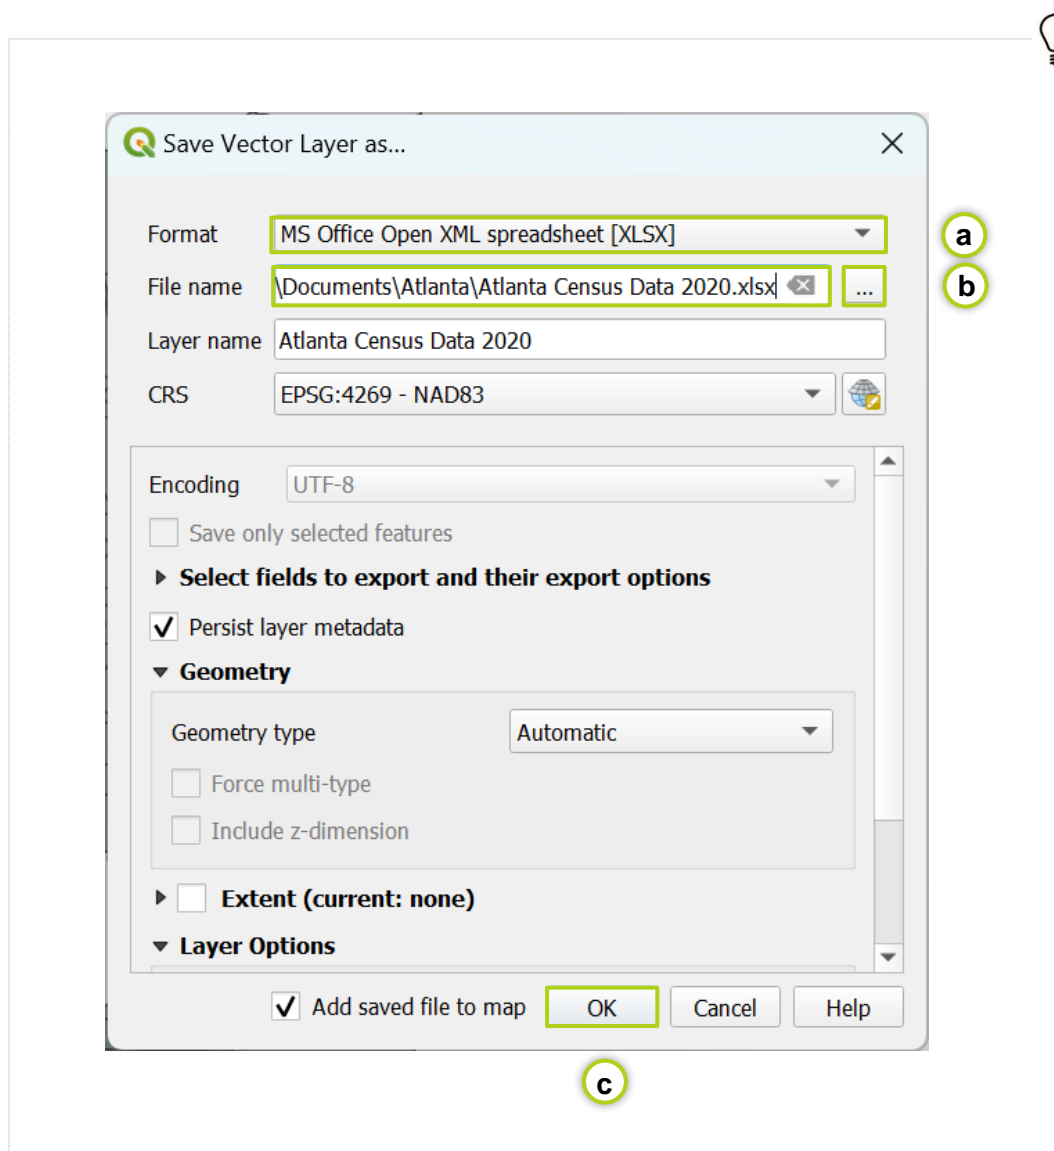 Save Vector Layer as...
Format MS Office Open XML spreadsheet [XLSX]
a
File name \Documents\Atlanta\Atlanta Census Data 2020.xlsx ...
b
Layer name Atlanta Census Data 2020
CRS EPSG:4269 - NAD83
Encoding UTF-8
Save only selected features
Select fields to export and their export options
Persist layer metadata
Geometry
Geometry type Automatic
Force multi-type
Include z-dimension
Extent (current: none)
Layer Options
Add saved file to map OK Cancel Help
c